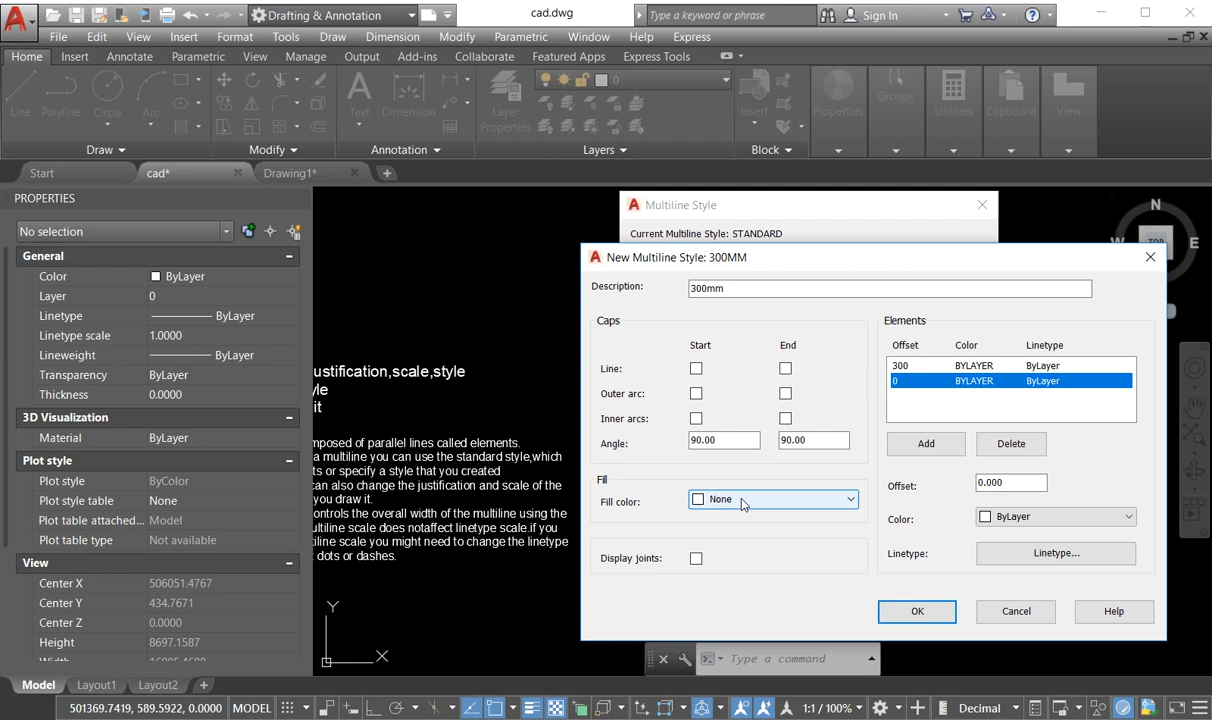 Drafting & Annotation
cad.dwg
Type a keyword or phrase
Sign In
File Edit View Insert Format Tools Draw Dimension Modify Parametric Window Help Express
Home Insert Annotate Parametric View Manage Output Add-ins Collaborate Featured Apps Express Tools
0
Line Polyline Circle Arc
Text Dimension
Layer
Properties
Insert
Properties
Groups
Utilities
Clipboard
View
Draw Modify Annotation Layers Block
Start cad* Drawing1*
PROPERTIES
No selection
General
Color ByLayer
Layer 0
Linetype ByLayer
Linetype scale 1.0000
Lineweight ByLayer
Transparency ByLayer
Thickness 0.0000
3D Visualization
Material ByLayer
Plot style
Plot style ByColor
Plot style table None
Plot table attached... Model
Plot table type Not available
View
Center X 506051.4767
Center Y 434.7671
Center Z 0.0000
Height 8697.1587
ustification,scale,style
yle
it
mposed of parallel lines called elements.
a multiline you can use the standard style,which
ts or specify a style that you created
can also change the justification and scale of the
you draw it.
ontrols the overall width of the multiline using the
ultiline scale does notaffect linetype scale.if you
tiline scale you might need to change the linetype
dots or dashes.
Y
X
Multiline Style
Current Multiline Style: STANDARD
New Multiline Style: 300MM
Description: 300mm
Caps
Start End
Line:
Outer arc:
Inner arcs:
Angle: 90.00 90.00
Fill
Fill color: None
Display joints:
Elements
Offset Color Linetype
300 BYLAYER ByLayer
0 BYLAYER ByLayer
Add Delete
Offset: 0.000
Color: ByLayer
Linetype: Linetype...
OK Cancel Help
N
W TOP E
Type a command
Model Layout1 Layout2
501369.7419, 589.5922, 0.0000 MODEL 1:1 / 100% Decimal